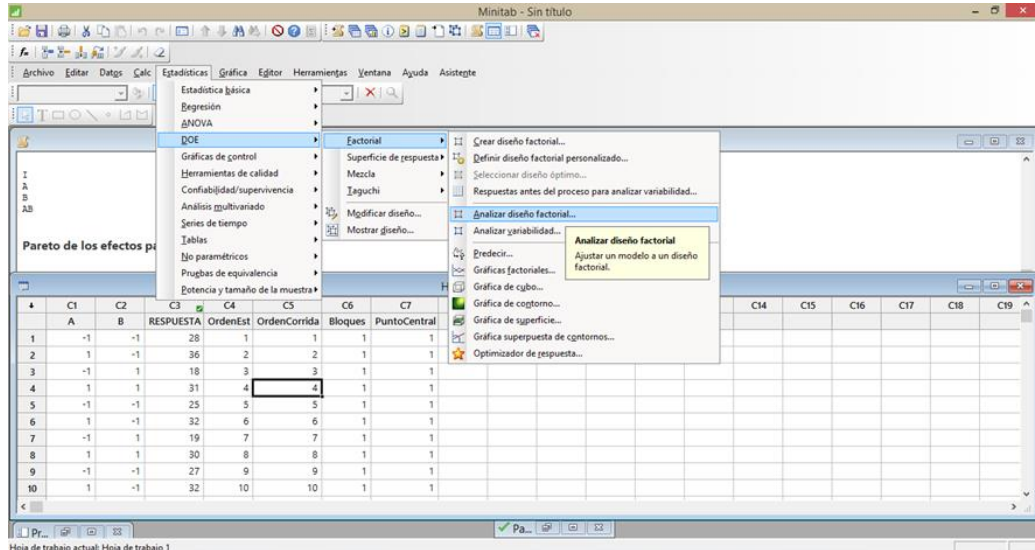 Minitab - Sin título
Archivo Editar Datos Calc Estadísticas Gráfica Editor Herramientas Ventana Ayuda Asistente
Estadística básica
Regresión
ANOVA
DOE
Gráficas de control
Herramientas de calidad
Confiabilidad/supervivencia
Análisis multivariado
Series de tiempo
Tablas
No paramétricos
Pruebas de equivalencia
Potencia y tamaño de la muestra
Factorial
Superficie de respuesta
Mezcla
Taguchi
Modificar diseño...
Mostrar diseño...
Crear diseño factorial...
Definir diseño factorial personalizado...
Seleccionar diseño óptimo...
Respuestas antes del proceso para analizar variabilidad...
Analizar diseño factorial...
Analizar variabilidad...
Predecir...
Gráficas factoriales...
Gráfica de cubo...
Gráfica de contorno...
Gráfica de superficie...
Gráfica superpuesta de contornos...
Optimizador de respuesta...
Analizar diseño factorial
Ajustar un modelo a un diseño
factorial.
I
A
B
AB
Pareto de los efectos pa
H
C1 C2 C3 C4 C5 C6 C7 C14 C15 C16 C17 C18 C19
A B RESPUESTA OrdenEst OrdenCorrida Bloques PuntoCentral
1 -1 -1 28 1 1 1 1
2 1 -1 36 2 2 1 1
3 -1 1 18 3 3 1 1
4 1 1 31 4 4 1 1
5 -1 -1 25 5 5 1 1
6 1 -1 32 6 6 1 1
7 -1 1 19 7 7 1 1
8 1 1 30 8 8 1 1
9 -1 -1 27 9 9 1 1
10 1 -1 32 10 10 1 1
Pr... Pa...
Hoja de trabajo actual: Hoja de trabajo 1